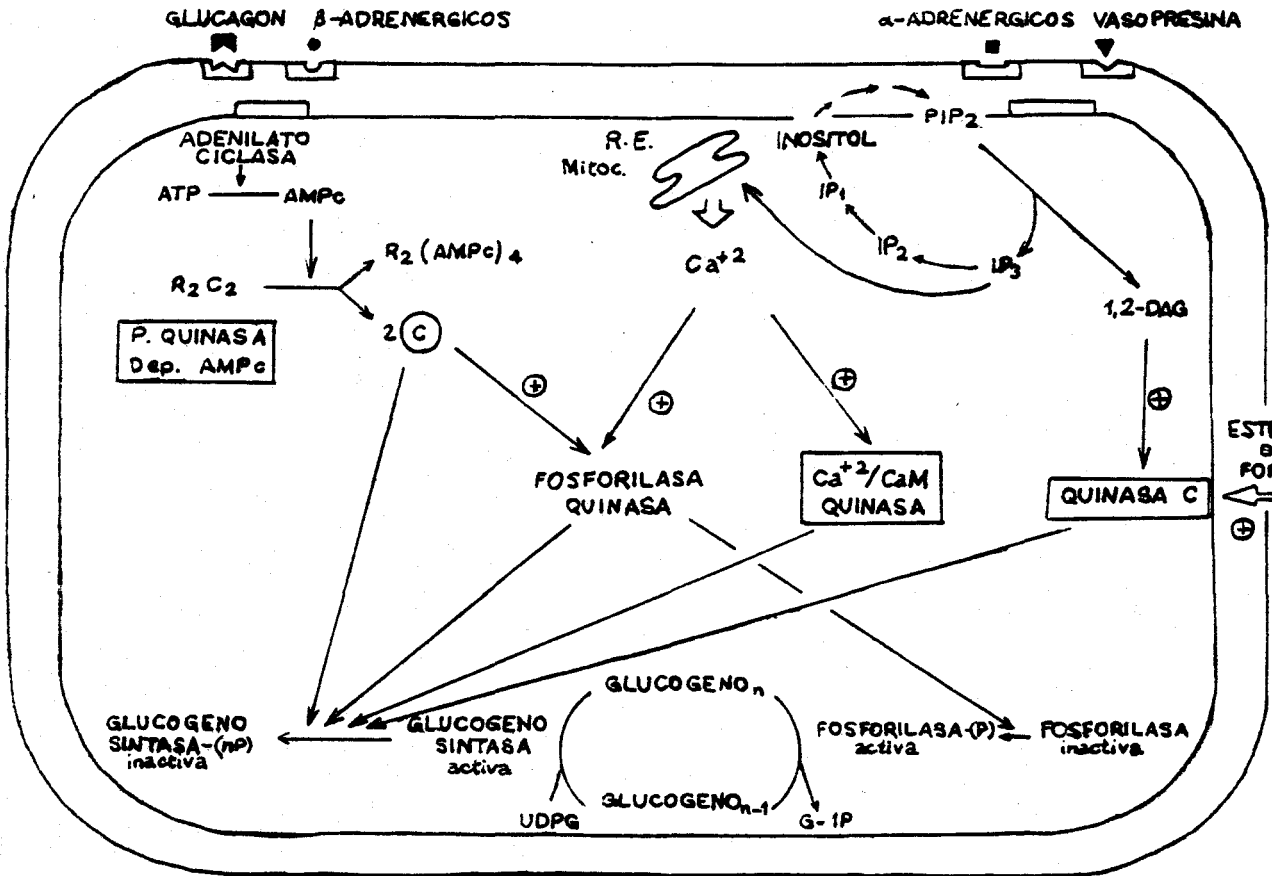 GLUCAGON β-ADRENERGICOS
α-ADRENERGICOS VASOPRESINA
ADENILATO
CICLASA
ATP AMPc
R₂C₂
R₂(AMPc)₄
2 C
P. QUINASA
Dep. AMPc
R.E.
Mitoc.
Ca⁺²
INOSITOL
PIP₂
IP₁
IP₂
IP₃
1,2-DAG
+
+
+
+
FOSFORILASA
QUINASA
Ca⁺²/CaM
QUINASA
QUINASA C
+
GLUCOGENO
SINTASA-(nP)
inactiva
GLUCOGENO
SINTASA
activa
GLUCOGENOₙ
GLUCOGENOₙ₋₁
UDPG
G-1P
FOSFORILASA-(P)
activa
FOSFORILASA
inactiva